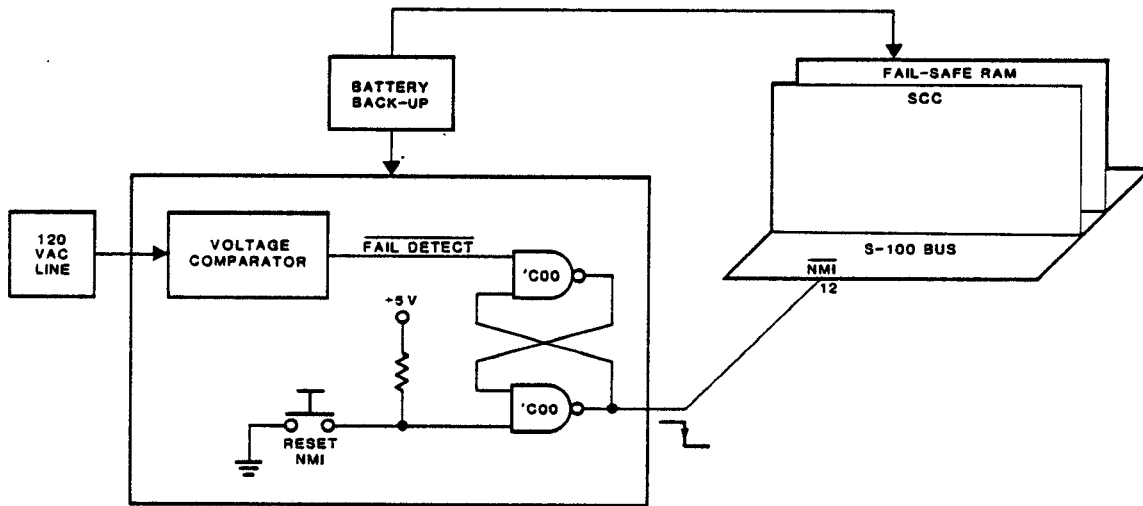 BATTERY
BACK-UP
FAIL-SAFE RAM
SCC
120
VAC
LINE
VOLTAGE
COMPARATOR
FAIL DETECT
'C00
S-100 BUS
NMI
12
+5 V
'C00
RESET
NMI